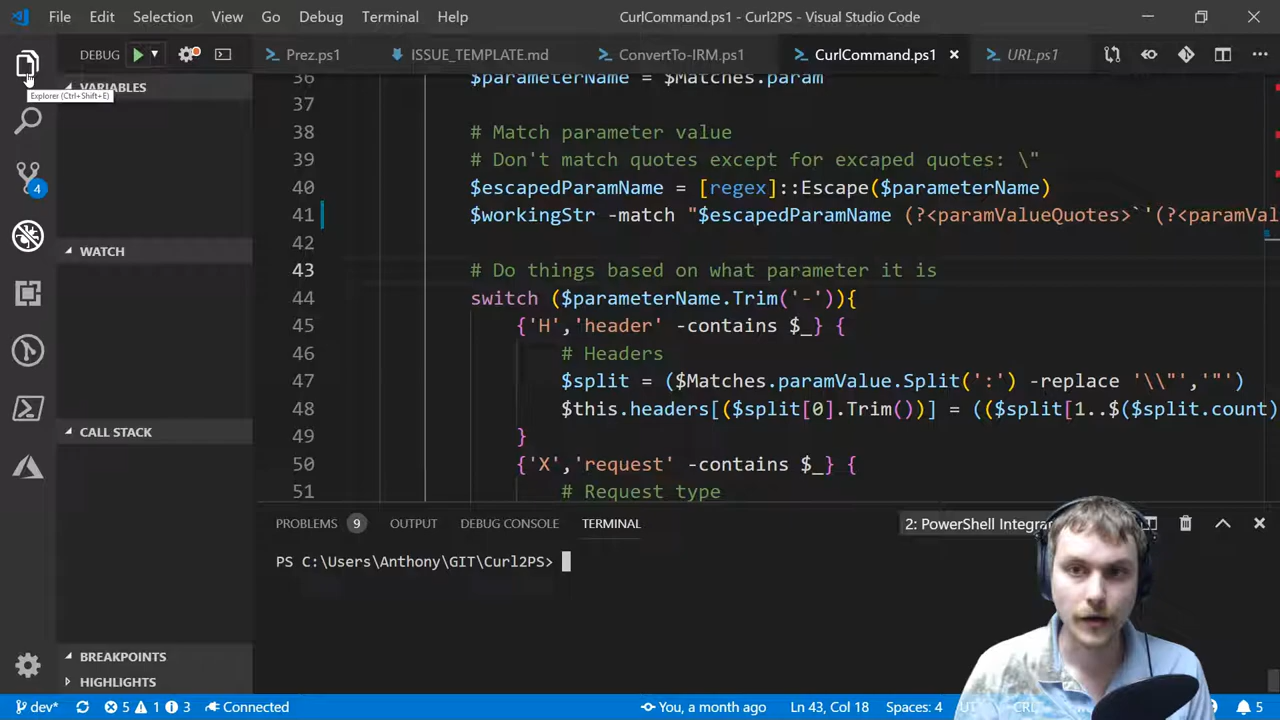 File Edit Selection View Go Debug Terminal Help CurlCommand.ps1 - Curl2PS - Visual Studio Code
DEBUG Prez.ps1 ISSUE_TEMPLATE.md ConvertTo-IRM.ps1 CurlCommand.ps1 URL.ps1
VARIABLES
Explorer (Ctrl+Shift+E)
4
WATCH
CALL STACK
BREAKPOINTS
HIGHLIGHTS
36 $parameterName = $Matches.param
37
38 # Match parameter value
39 # Don't match quotes except for excaped quotes: \"
40 $escapedParamName = [regex]::Escape($parameterName)
41 $workingStr -match "$escapedParamName (?<paramValueQuotes>`'(?<paramVal
42
43 # Do things based on what parameter it is
44 switch ($parameterName.Trim('-')){
45 {'H','header' -contains $_} {
46 # Headers
47 $split = ($Matches.paramValue.Split(':') -replace '\\"','"')
48 $this.headers[($split[0].Trim())] = (($split[1..$($split.count)
49 }
50 {'X','request' -contains $_} {
51 # Request type
PROBLEMS 9 OUTPUT DEBUG CONSOLE TERMINAL 2: PowerShell
PS C:\Users\Anthony\GIT\Curl2PS>
dev* 5 1 3 Connected You, a month ago Ln 43, Col 18 Spaces: 4 5